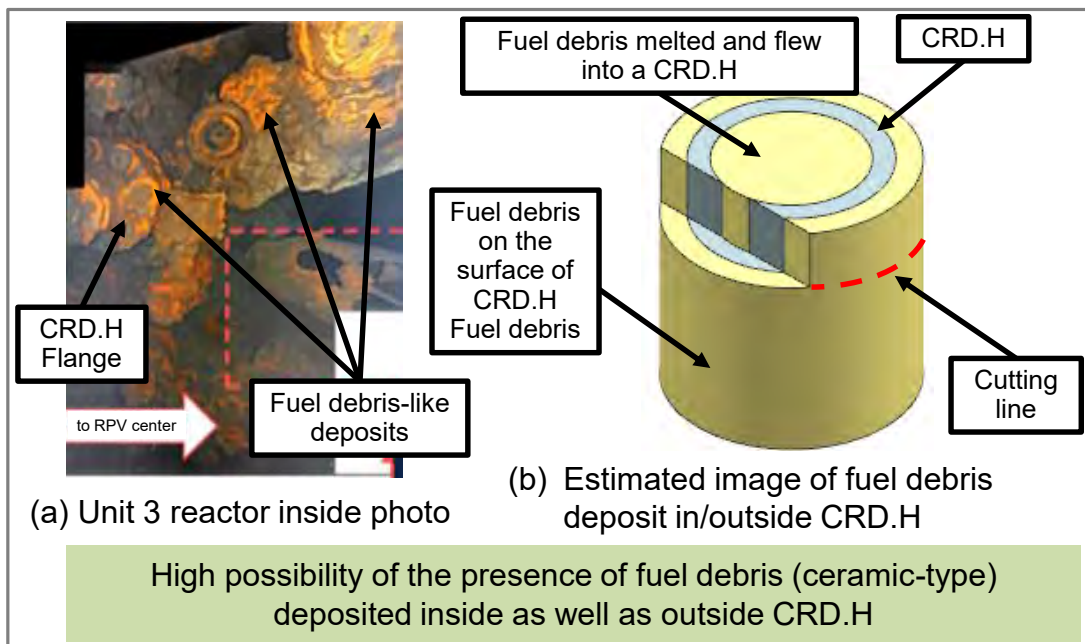 Fuel debris melted and flew
into a CRD.H
CRD.H
Fuel debris
on the
surface of
CRD.H
Fuel debris
CRD.H
Flange
Fuel debris-like
deposits
to RPV center
Cutting
line
(a) Unit 3 reactor inside photo
(b) Estimated image of fuel debris
deposit in/outside CRD.H
High possibility of the presence of fuel debris (ceramic-type)
deposited inside as well as outside CRD.H